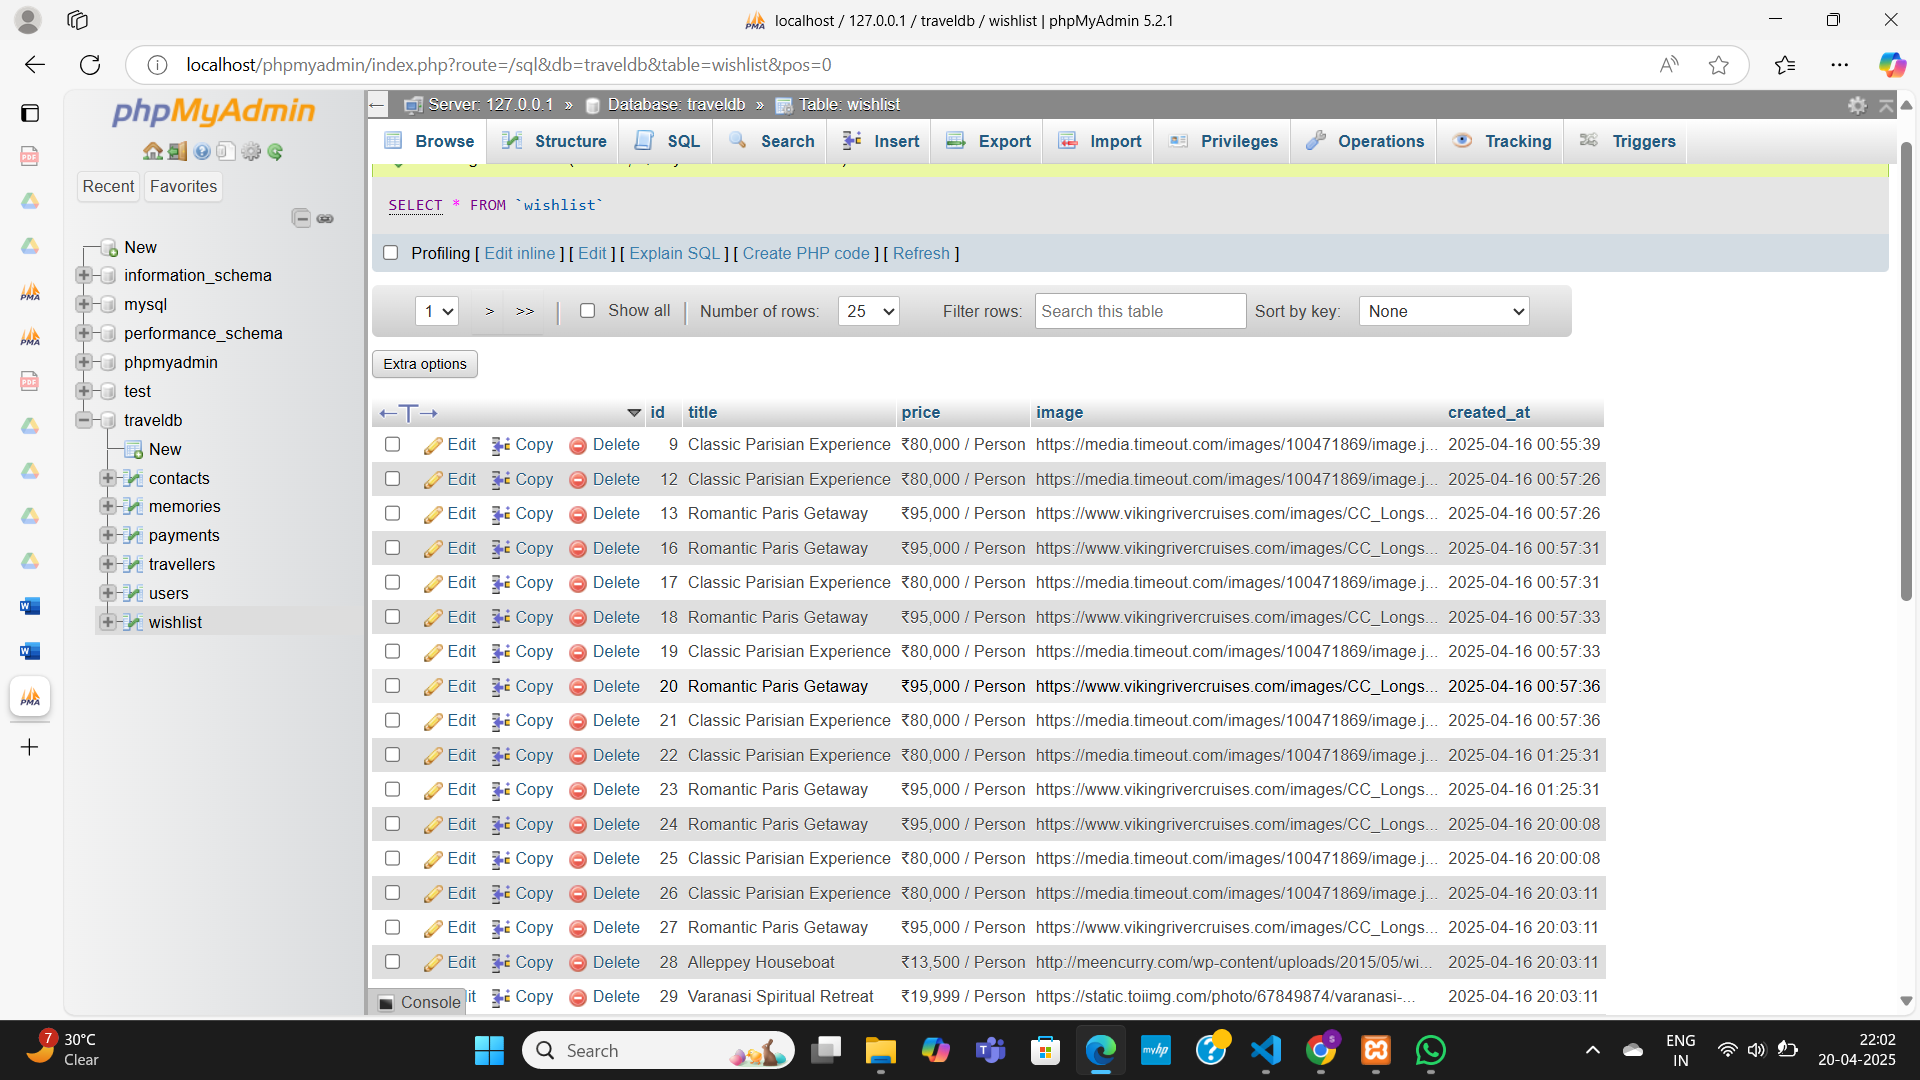 localhost / 127.0.0.1 / traveldb / wishlist | phpMyAdmin 5.2.1
localhost/phpmyadmin/index.php?route=/sql&db=traveldb&table=wishlist&pos=0
phpMyAdmin
Recent Favorites
New
information_schema
mysql
performance_schema
phpmyadmin
test
traveldb
New
contacts
memories
payments
travellers
users
wishlist
Server: 127.0.0.1 » Database: traveldb » Table: wishlist
Browse Structure SQL Search Insert Export Import Privileges Operations Tracking Triggers
SELECT * FROM `wishlist`
Profiling [ Edit inline ] [ Edit ] [ Explain SQL ] [ Create PHP code ] [ Refresh ]
1 > >> | Show all | Number of rows: 25 Filter rows: Search this table Sort by key: None
Extra options
←T→ id title price image created_at
Edit Copy Delete 9 Classic Parisian Experience ₹80,000 / Person https://media.timeout.com/images/100471869/image.j... 2025-04-16 00:55:39
Edit Copy Delete 12 Classic Parisian Experience ₹80,000 / Person https://media.timeout.com/images/100471869/image.j... 2025-04-16 00:57:26
Edit Copy Delete 13 Romantic Paris Getaway ₹95,000 / Person https://www.vikingrivercruises.com/images/CC_Longs... 2025-04-16 00:57:26
Edit Copy Delete 16 Romantic Paris Getaway ₹95,000 / Person https://www.vikingrivercruises.com/images/CC_Longs... 2025-04-16 00:57:31
Edit Copy Delete 17 Classic Parisian Experience ₹80,000 / Person https://media.timeout.com/images/100471869/image.j... 2025-04-16 00:57:31
Edit Copy Delete 18 Romantic Paris Getaway ₹95,000 / Person https://www.vikingrivercruises.com/images/CC_Longs... 2025-04-16 00:57:33
Edit Copy Delete 19 Classic Parisian Experience ₹80,000 / Person https://media.timeout.com/images/100471869/image.j... 2025-04-16 00:57:33
Edit Copy Delete 20 Romantic Paris Getaway ₹95,000 / Person https://www.vikingrivercruises.com/images/CC_Longs... 2025-04-16 00:57:36
Edit Copy Delete 21 Classic Parisian Experience ₹80,000 / Person https://media.timeout.com/images/100471869/image.j... 2025-04-16 00:57:36
Edit Copy Delete 22 Classic Parisian Experience ₹80,000 / Person https://media.timeout.com/images/100471869/image.j... 2025-04-16 01:25:31
Edit Copy Delete 23 Romantic Paris Getaway ₹95,000 / Person https://www.vikingrivercruises.com/images/CC_Longs... 2025-04-16 01:25:31
Edit Copy Delete 24 Romantic Paris Getaway ₹95,000 / Person https://www.vikingrivercruises.com/images/CC_Longs... 2025-04-16 20:00:08
Edit Copy Delete 25 Classic Parisian Experience ₹80,000 / Person https://media.timeout.com/images/100471869/image.j... 2025-04-16 20:00:08
Edit Copy Delete 26 Classic Parisian Experience ₹80,000 / Person https://media.timeout.com/images/100471869/image.j... 2025-04-16 20:03:11
Edit Copy Delete 27 Romantic Paris Getaway ₹95,000 / Person https://www.vikingrivercruises.com/images/CC_Longs... 2025-04-16 20:03:11
Edit Copy Delete 28 Alleppey Houseboat ₹13,500 / Person http://meencurry.com/wp-content/uploads/2015/05/wi... 2025-04-16 20:03:11
Console Copy Delete 29 Varanasi Spiritual Retreat ₹19,999 / Person https://static.toiimg.com/photo/67849874/varanasi-... 2025-04-16 20:03:11
7 30°C
Clear
Search
myhp
ENG
IN
22:02
20-04-2025